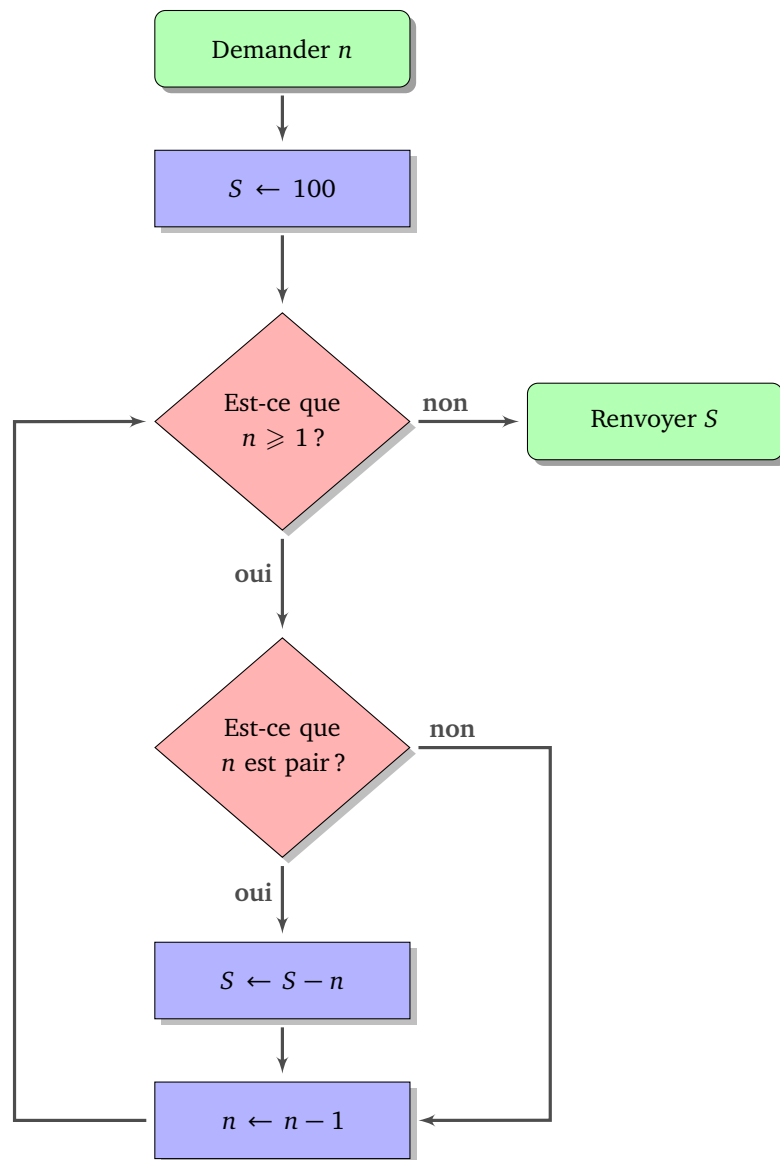 Demander n
S ← 100
Est-ce que
n ⩾ 1 ?
non
Renvoyer S
oui
Est-ce que
n est pair ?
non
oui
S ← S − n
n ← n − 1